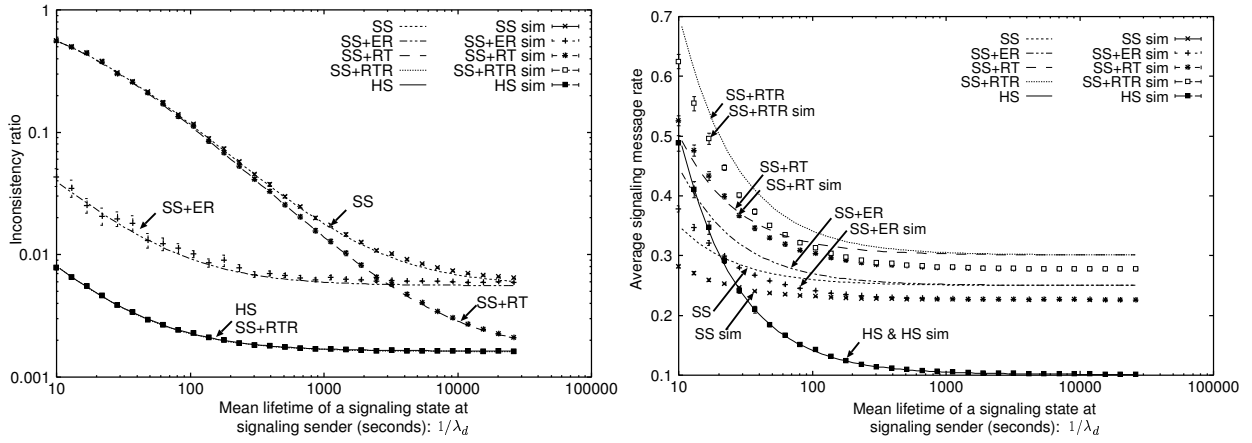 1
0.1
0.01
0.001
10
100
1000
10000
100000
Inconsistency ratio
Mean lifetime of a signaling state at
signaling sender (seconds): 1/λd
SS
SS+ER
SS+RT
SS+RTR
HS
SS sim
SS+ER sim
SS+RT sim
SS+RTR sim
HS sim
SS
SS+ER
SS+RT
HS
SS+RTR
0.7
0.6
0.5
0.4
0.3
0.2
0.1
10
100
1000
10000
100000
Average signaling message rate
Mean lifetime of a signaling state at
signaling sender (seconds): 1/λd
SS
SS+ER
SS+RT
SS+RTR
HS
SS sim
SS+ER sim
SS+RT sim
SS+RTR sim
HS sim
SS+RTR
SS+RTR sim
SS+RT
SS+RT sim
SS+ER
SS+ER sim
SS
SS sim
HS & HS sim